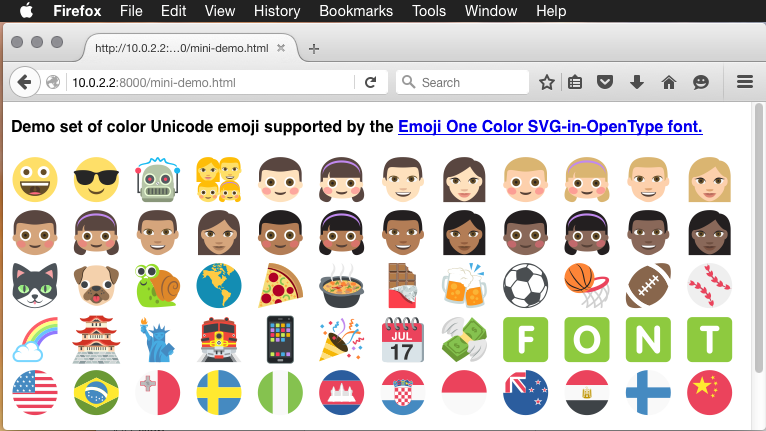 Firefox File Edit View History Bookmarks Tools Window Help
http://10.0.2.2:...0/mini-demo.html
10.0.2.2:8000/mini-demo.html Search
Demo set of color Unicode emoji supported by the Emoji One Color SVG-in-OpenType font.
JUL
17
F O N T